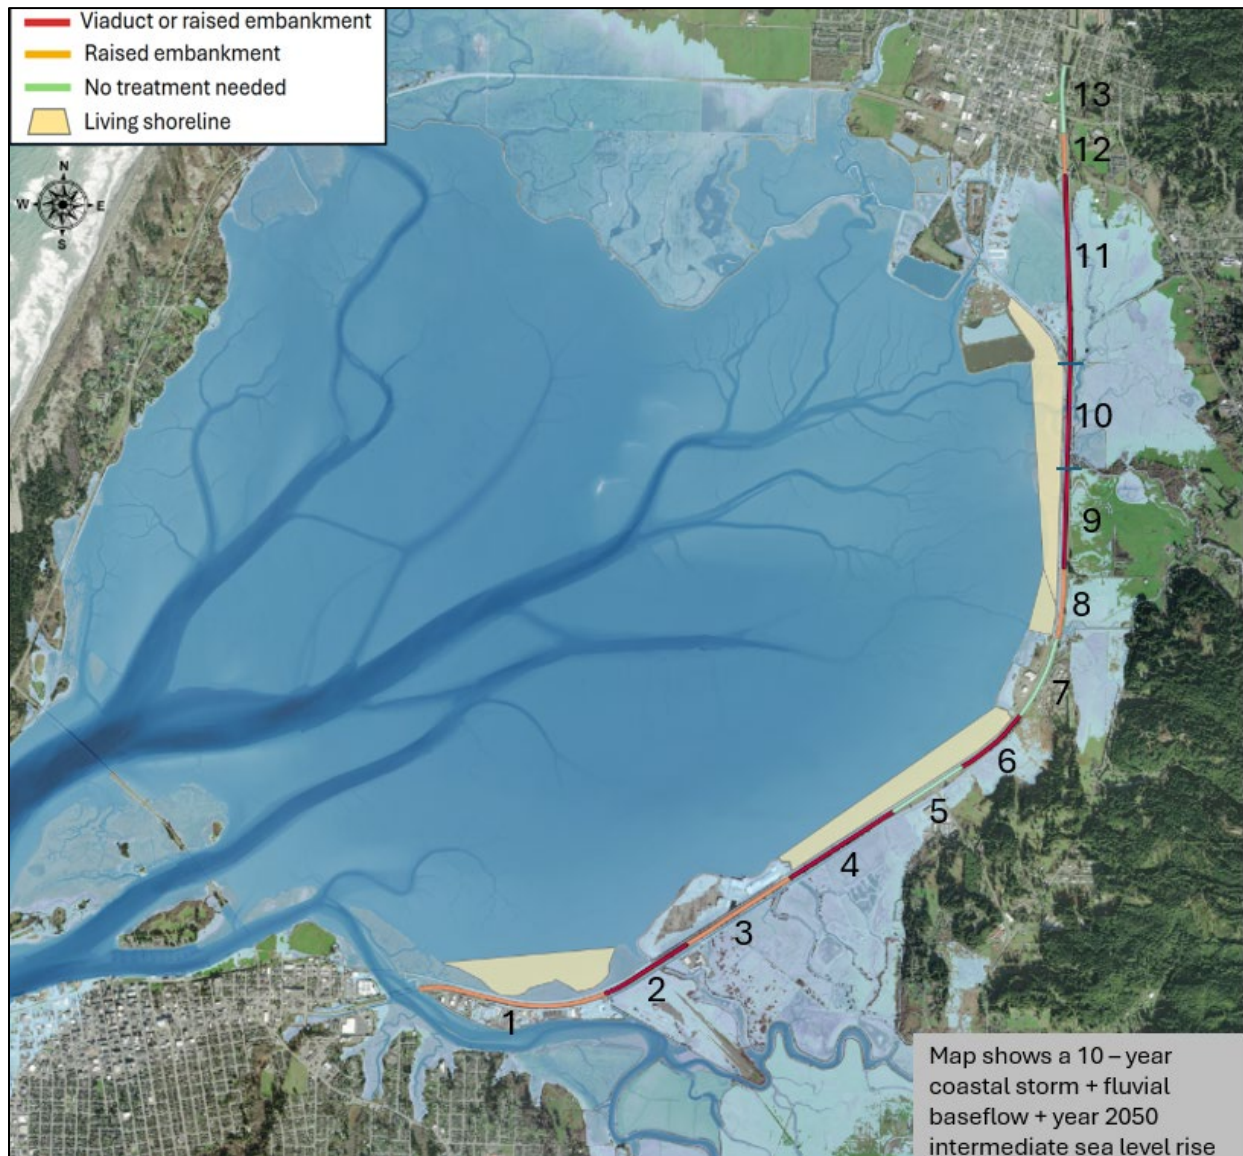 Viaduct or raised embankment
Raised embankment
No treatment needed
Living shoreline
N
W
E
S
13
12
11
10
9
8
7
6
5
4
3
2
1
Map shows a 10 – year
coastal storm + fluvial
baseflow + year 2050
intermediate sea level rise